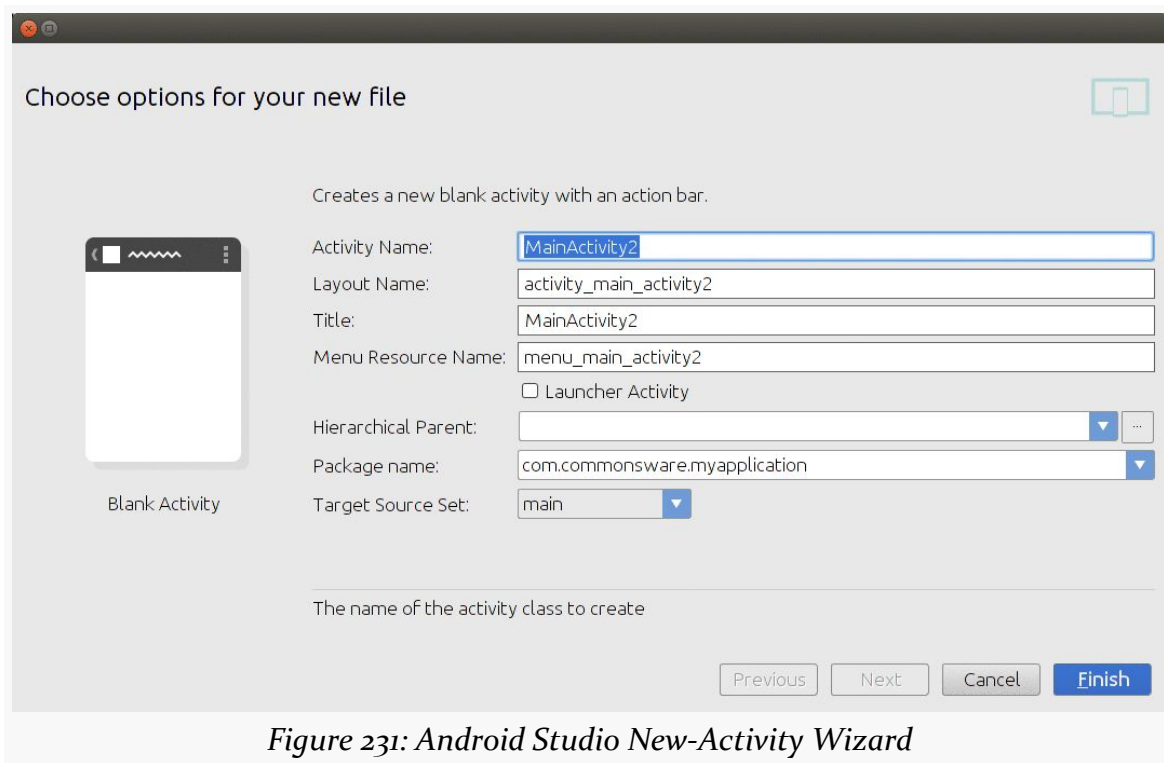 Choose options for your new file
Creates a new blank activity with an action bar.
Activity Name: MainActivity2
Layout Name: activity_main_activity2
Title: MainActivity2
Menu Resource Name: menu_main_activity2
Launcher Activity
Hierarchical Parent: ...
Package name: com.commonsware.myapplication
Blank Activity
Target Source Set: main
The name of the activity class to create
Previous Next Cancel Finish
Figure 231: Android Studio New-Activity Wizard